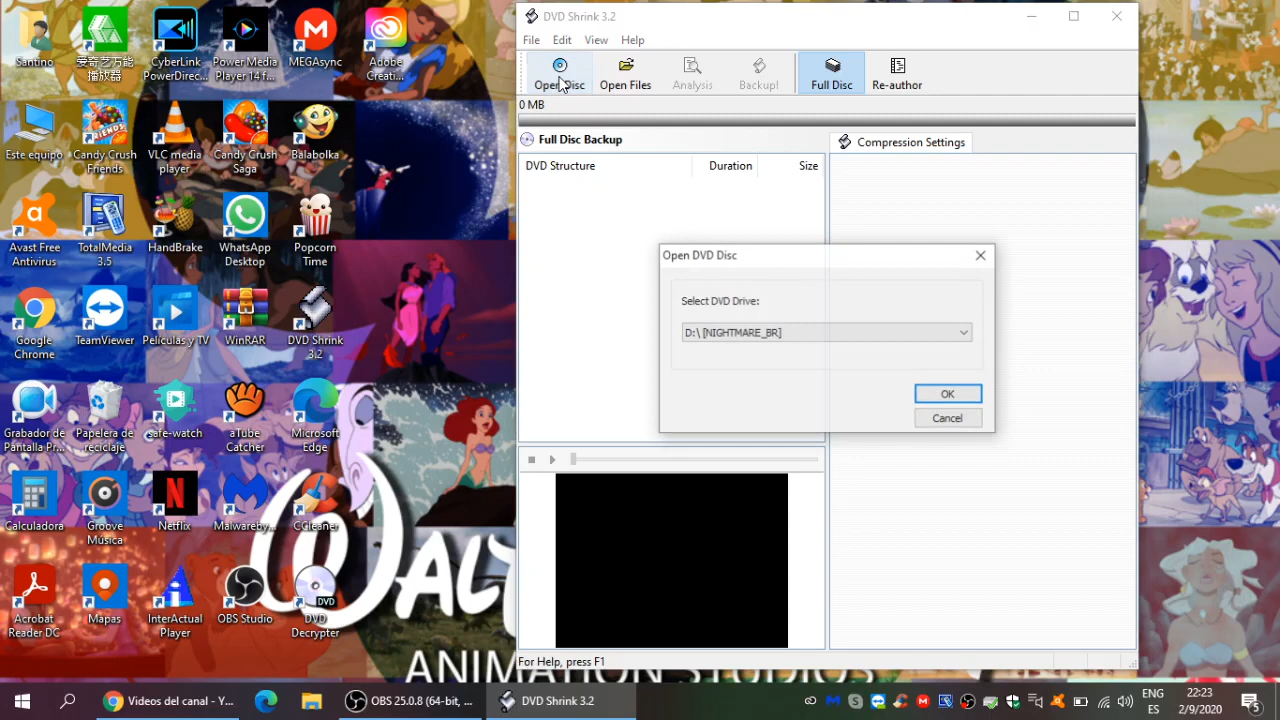 DVD Shrink 3.2
File Edit View Help
Open Disc Open Files Analysis Backup! Full Disc Re-author
0 MB
Full Disc Backup
Compression Settings
DVD Structure Duration Size
Open DVD Disc
Select DVD Drive:
D:\ [NIGHTMARE_BR]
OK
Cancel
For Help, press F1
Santino
爱奇艺万能
播放器
CyberLink
PowerDirec...
Power Media
Player 14 f...
MEGAsync
Adobe
Creati...
Este equipo
Candy Crush
Friends
VLC media
player
Candy Crush
Saga
Balabolka
Avast Free
Antivirus
TotalMedia
3.5
HandBrake
WhatsApp
Desktop
Popcorn
Time
Google
Chrome
TeamViewer
Películas y TV
WinRAR
DVD Shrink
3.2
Grabador de
Pantalla Pr...
Papelera de
reciclaje
safe-watch
aTube
Catcher
Microsoft
Edge
Calculadora
Groove
Música
Netflix
Malwareby...
CCleaner
Acrobat
Reader DC
Mapas
InterActual
Player
OBS Studio
DVD
DVD
Decrypter
WALT
ANIMATION STUDIOS
Videos del canal - Y...
OBS 25.0.8 (64-bit, ...
DVD Shrink 3.2
ENG
ES
22:23
2/9/2020
5